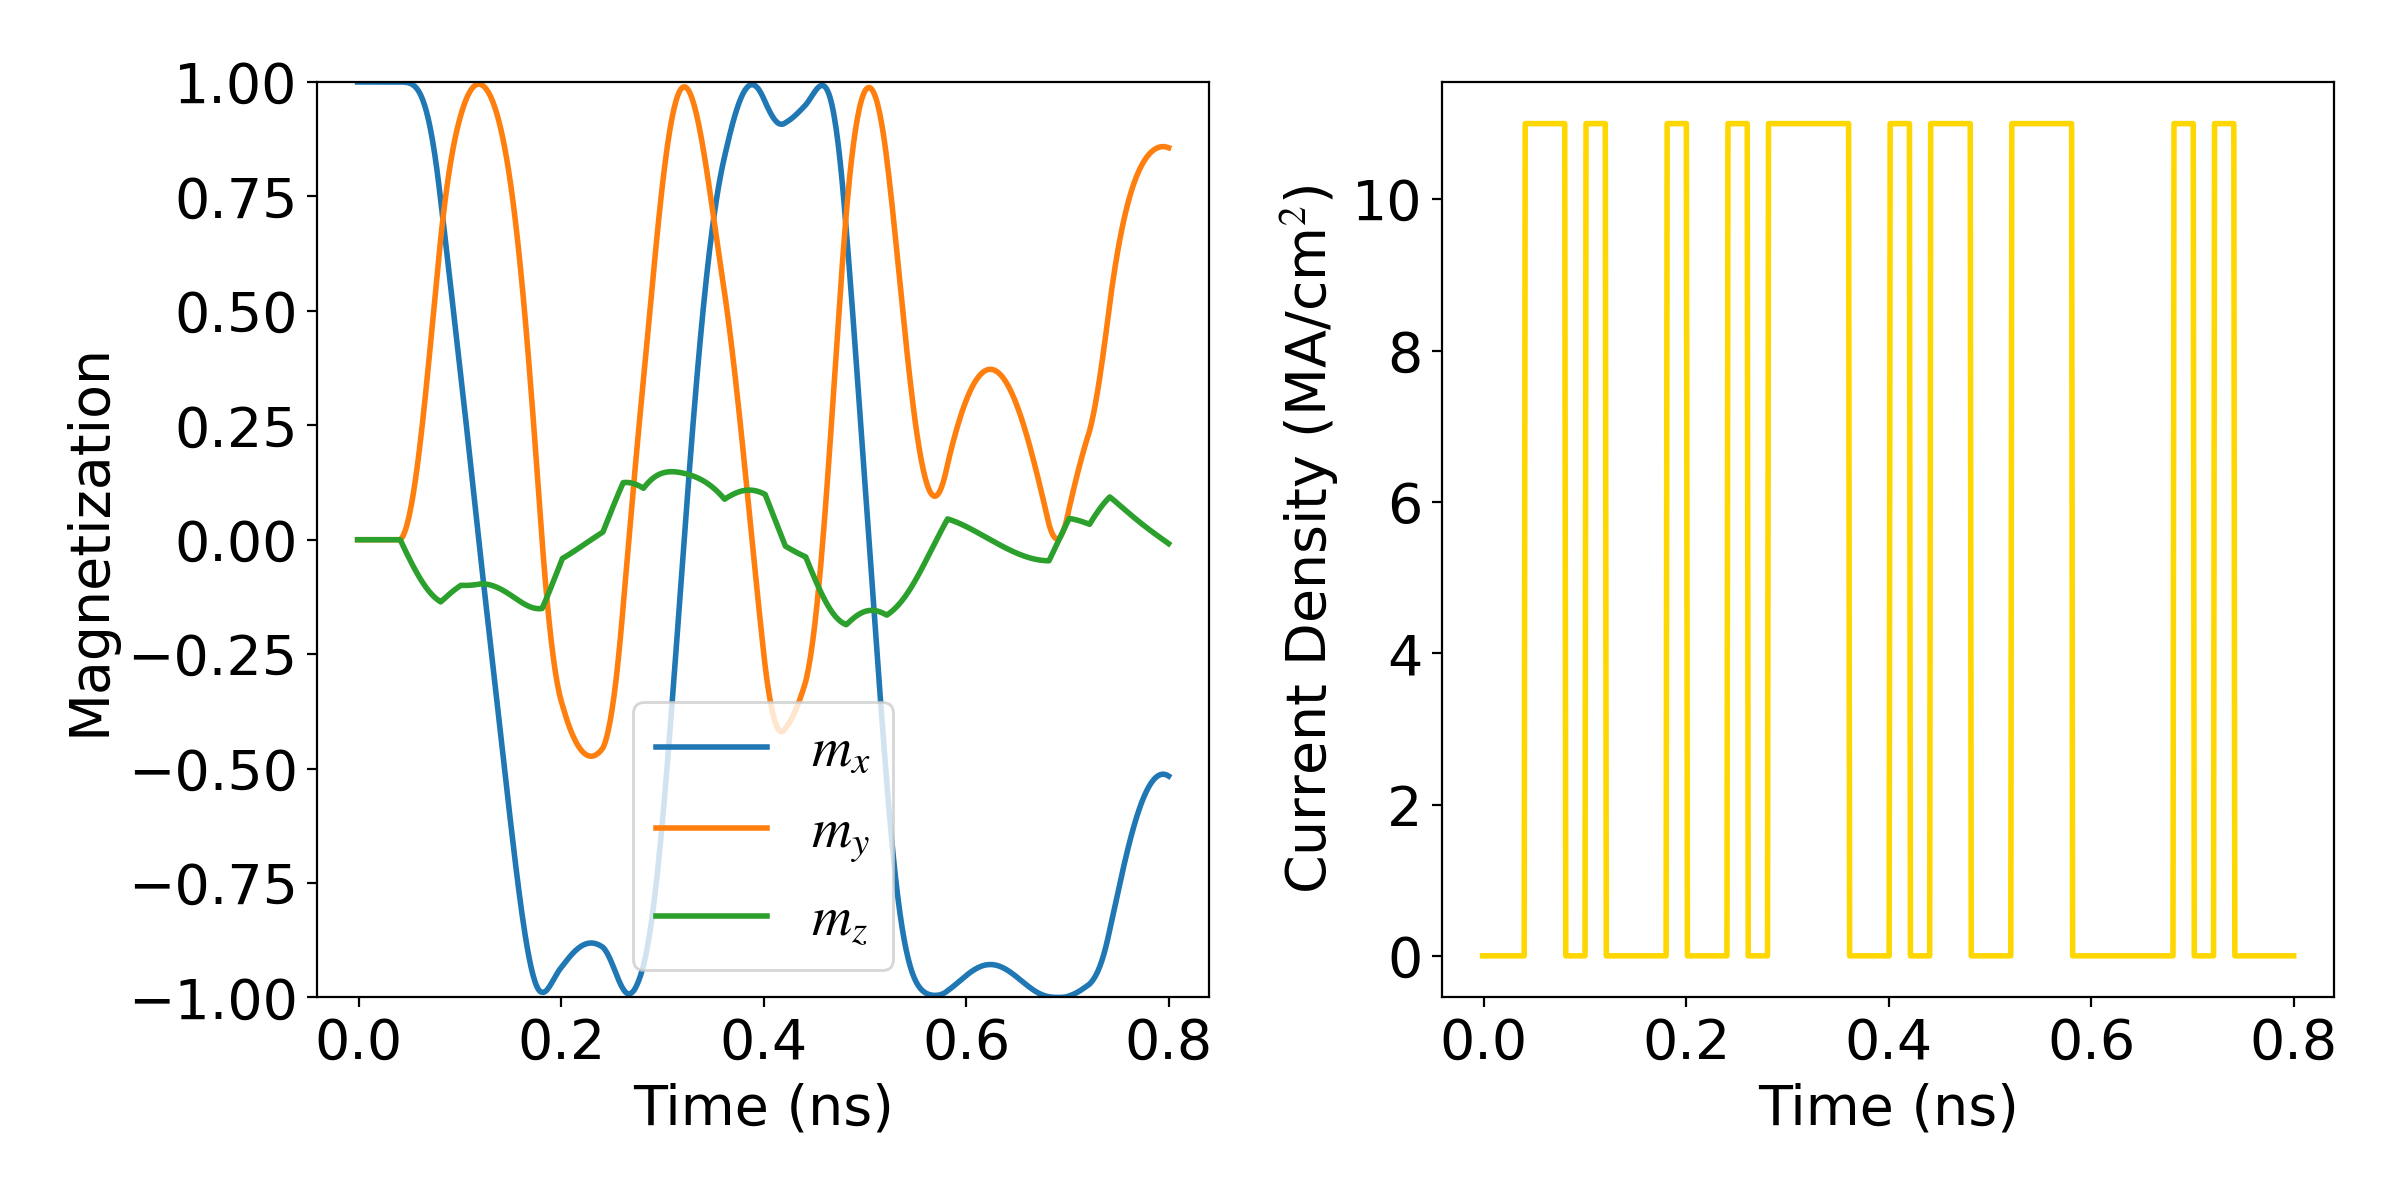 Magnetization
1.00
0.75
0.50
0.25
0.00
−0.25
−0.50
−0.75
−1.00
0.0 0.2 0.4 0.6 0.8
Time (ns)
m_x
m_y
m_z
Current Density (MA/cm²)
10
8
6
4
2
0
0.0 0.2 0.4 0.6 0.8
Time (ns)